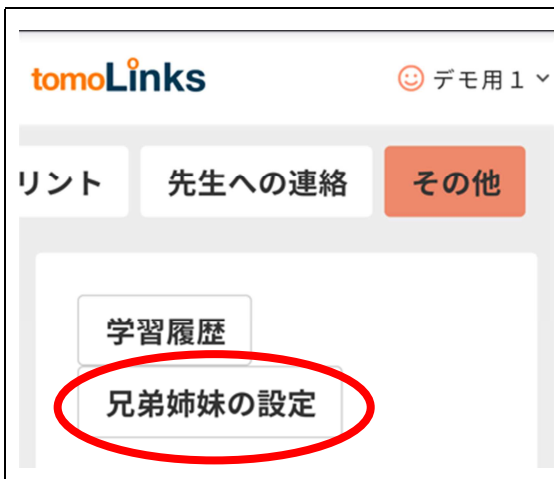 tomoLinks
デモ用1
リント
先生への連絡
その他
学習履歴
兄弟姉妹の設定